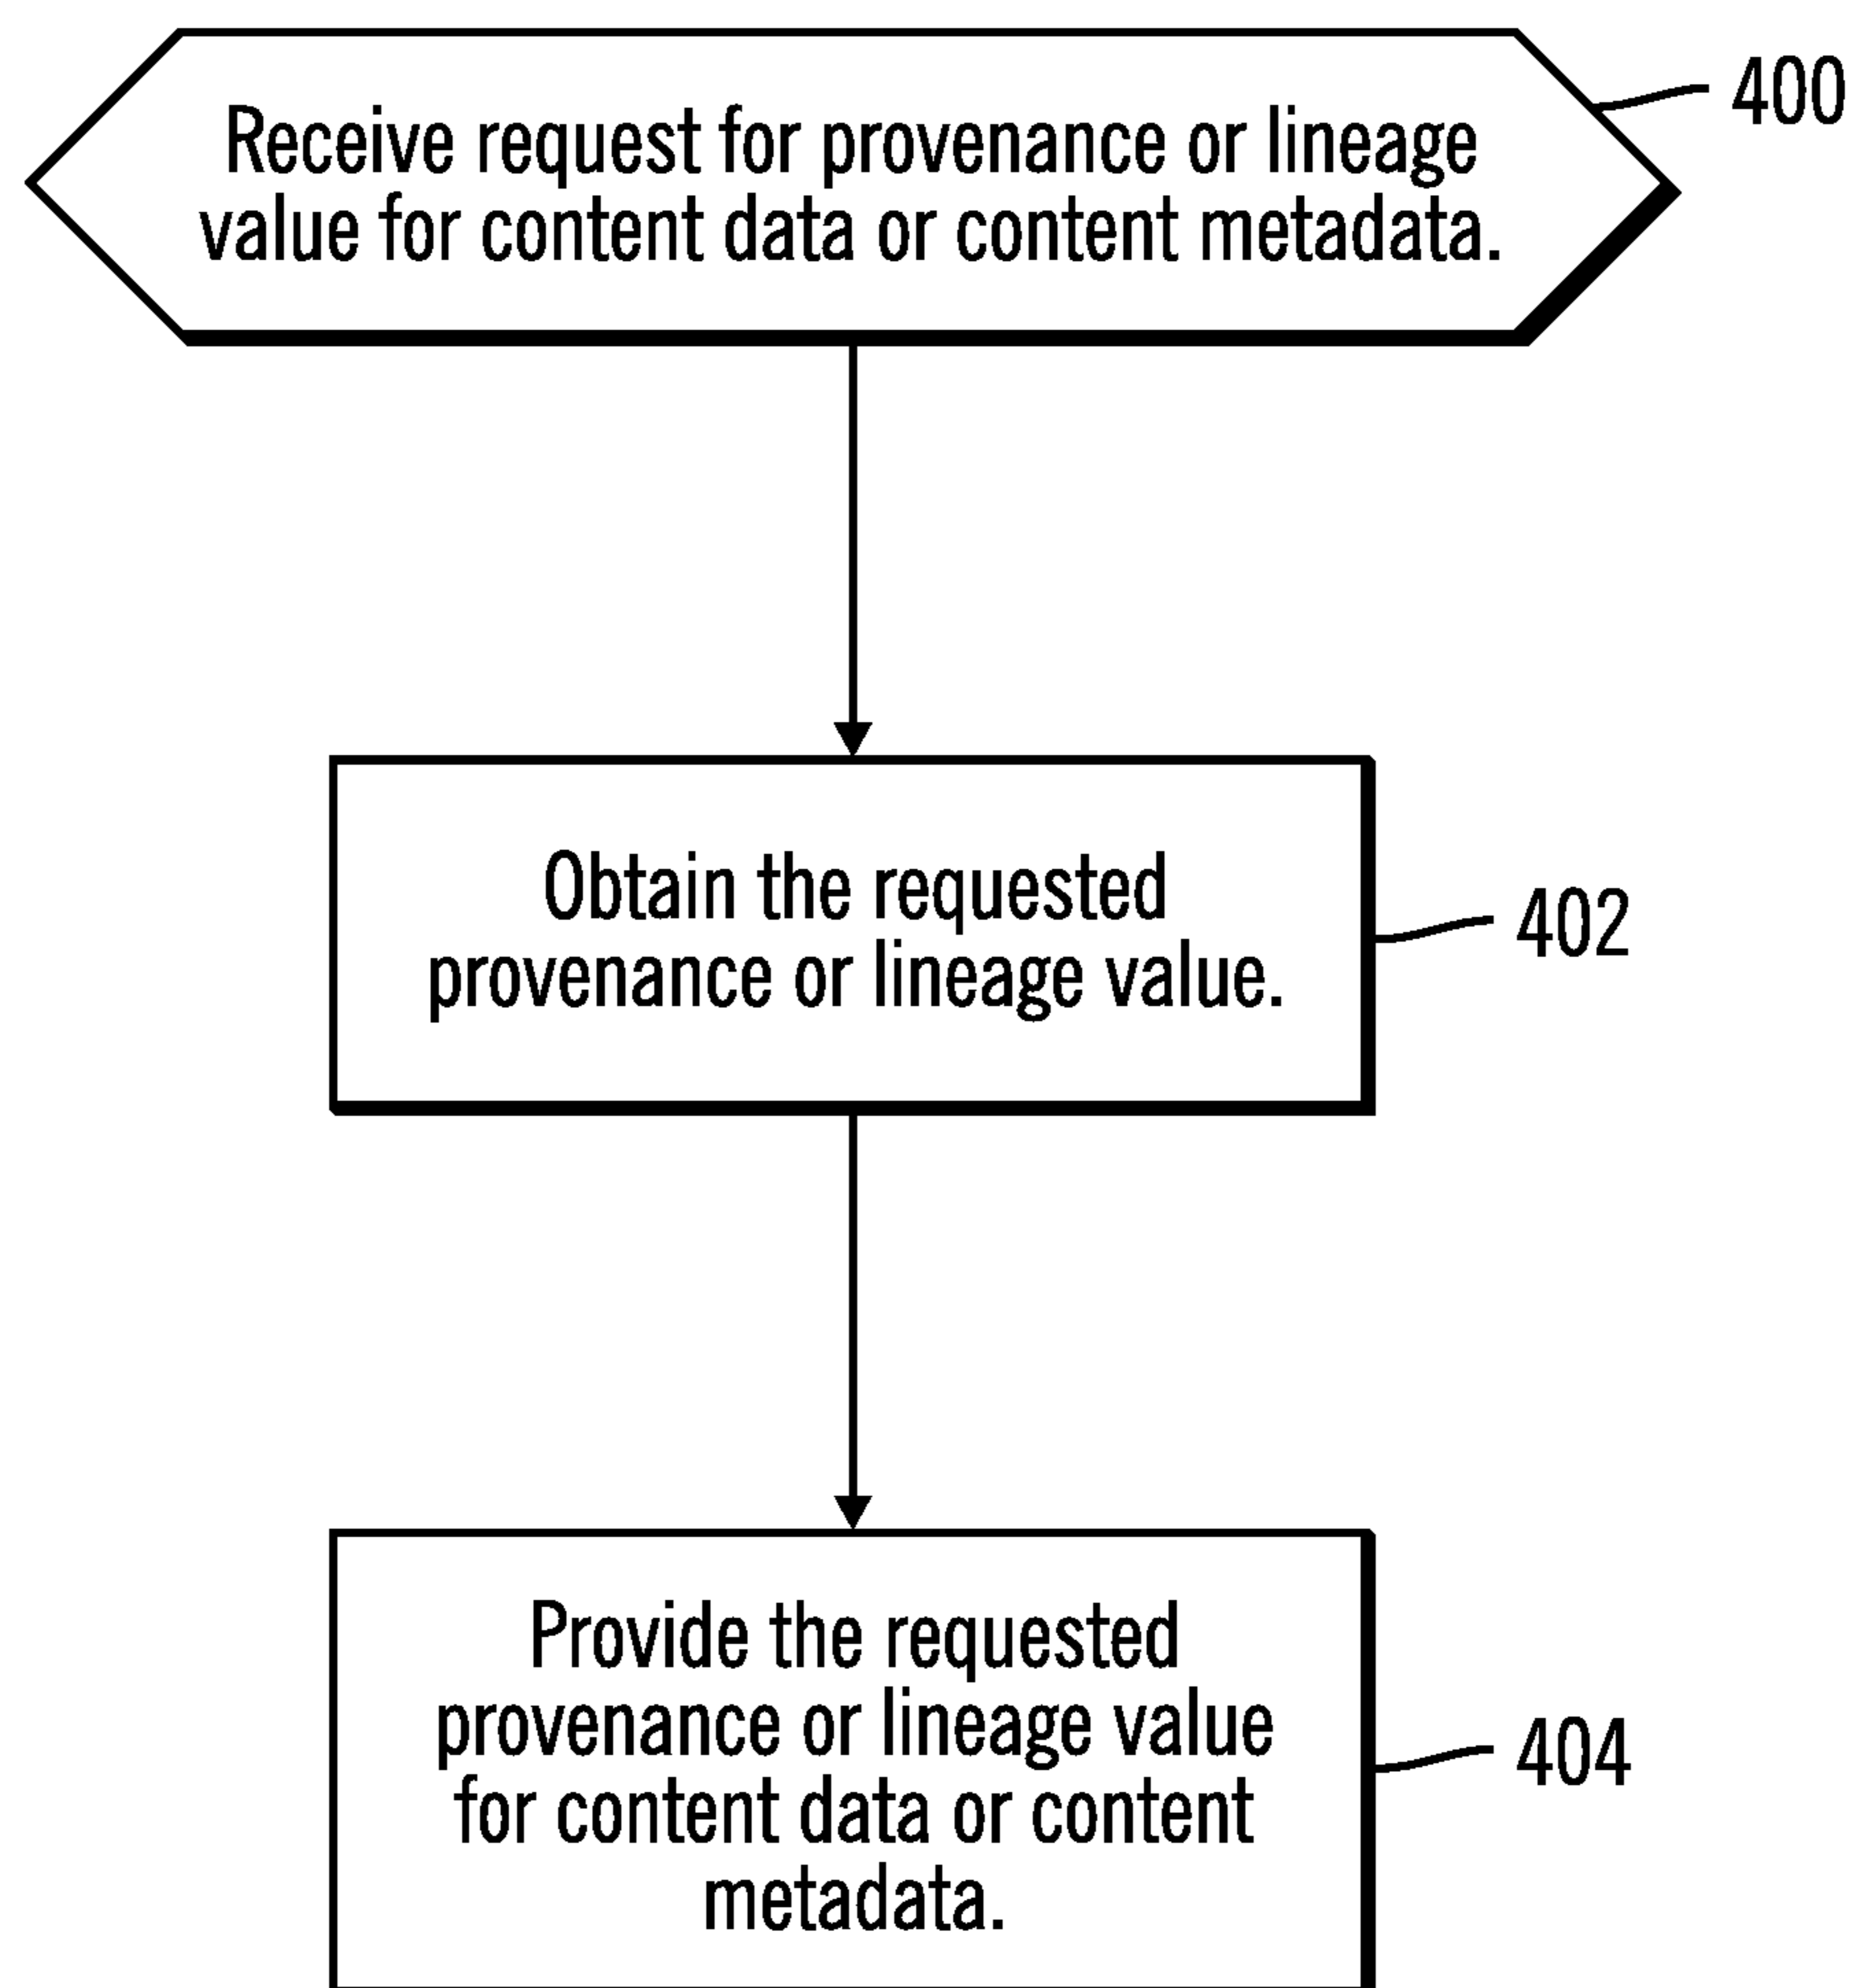 400
Receive request for provenance or lineage
value for content data or content metadata.
Obtain the requested
provenance or lineage value.
402
Provide the requested
provenance or lineage value
for content data or content
metadata.
404